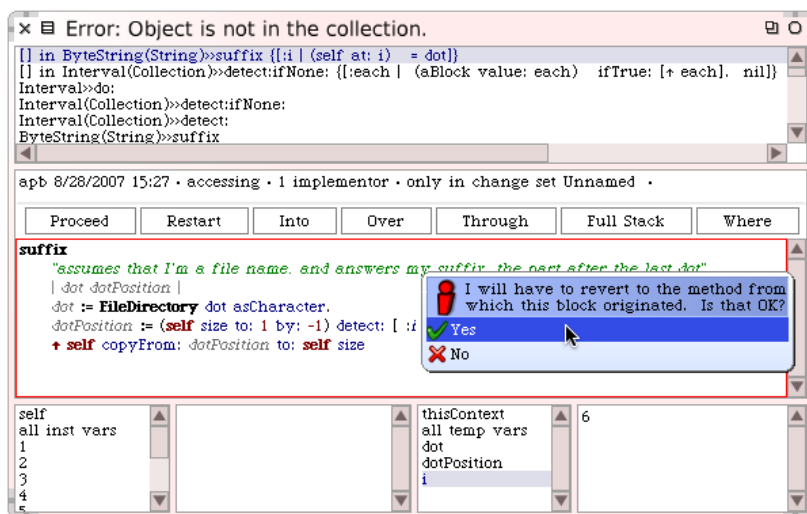 Error: Object is not in the collection.
[] in ByteString(String)>>suffix {[:i | (self at: i)  = dot]}
[] in Interval(Collection)>>detect:ifNone: {[:each |  (aBlock value: each)  ifTrue: [↑ each].  nil]}
Interval>>do:
Interval(Collection)>>detect:ifNone:
Interval(Collection)>>detect:
ByteString(String)>>suffix
apb 8/28/2007 15:27 · accessing · 1 implementor · only in change set Unnamed ·
Proceed Restart Into Over Through Full Stack Where
suffix
"assumes that I'm a file name, and answers my suffix, the part after the last dot"
| dot dotPosition |
dot := FileDirectory dot asCharacter.
dotPosition := (self size to: 1 by: -1) detect: [ :i
↑ self copyFrom: dotPosition to: self size
I will have to revert to the method from
which this block originated.  Is that OK?
Yes
No
self
all inst vars
1
2
3
4
5
thisContext
all temp vars
dot
dotPosition
i
6